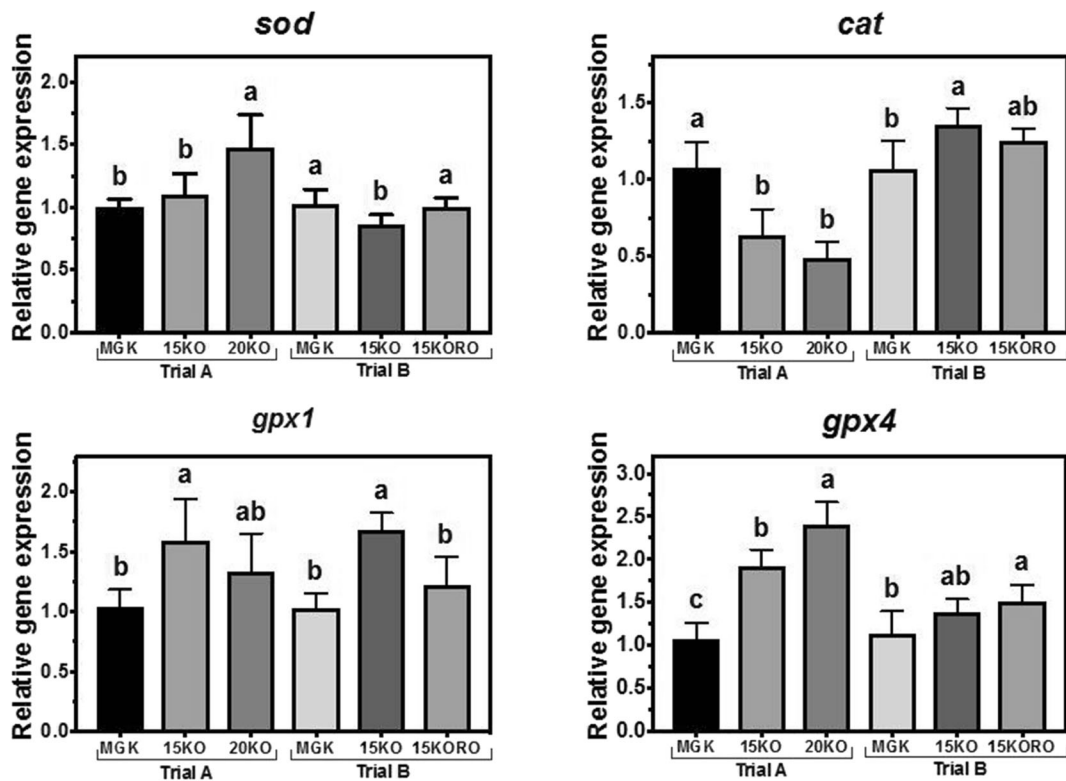 sod
Relative gene expression
2.0
1.5
1.0
0.5
0.0
b
b
a
a
b
a
MGK 15KO 20KO MGK 15KO 15KORO
Trial A Trial B
cat
Relative gene expression
1.5
1.0
0.5
0.0
a
b
b
b
a
ab
MGK 15KO 20KO MGK 15KO 15KORO
Trial A Trial B
gpx1
Relative gene expression
2.0
1.5
1.0
0.5
0.0
b
a
ab
b
a
b
MGK 15KO 20KO MGK 15KO 15KORO
Trial A Trial B
gpx4
Relative gene expression
3.0
2.5
2.0
1.5
1.0
0.5
0.0
c
b
a
b
ab
a
MGK 15KO 20KO MGK 15KO 15KORO
Trial A Trial B